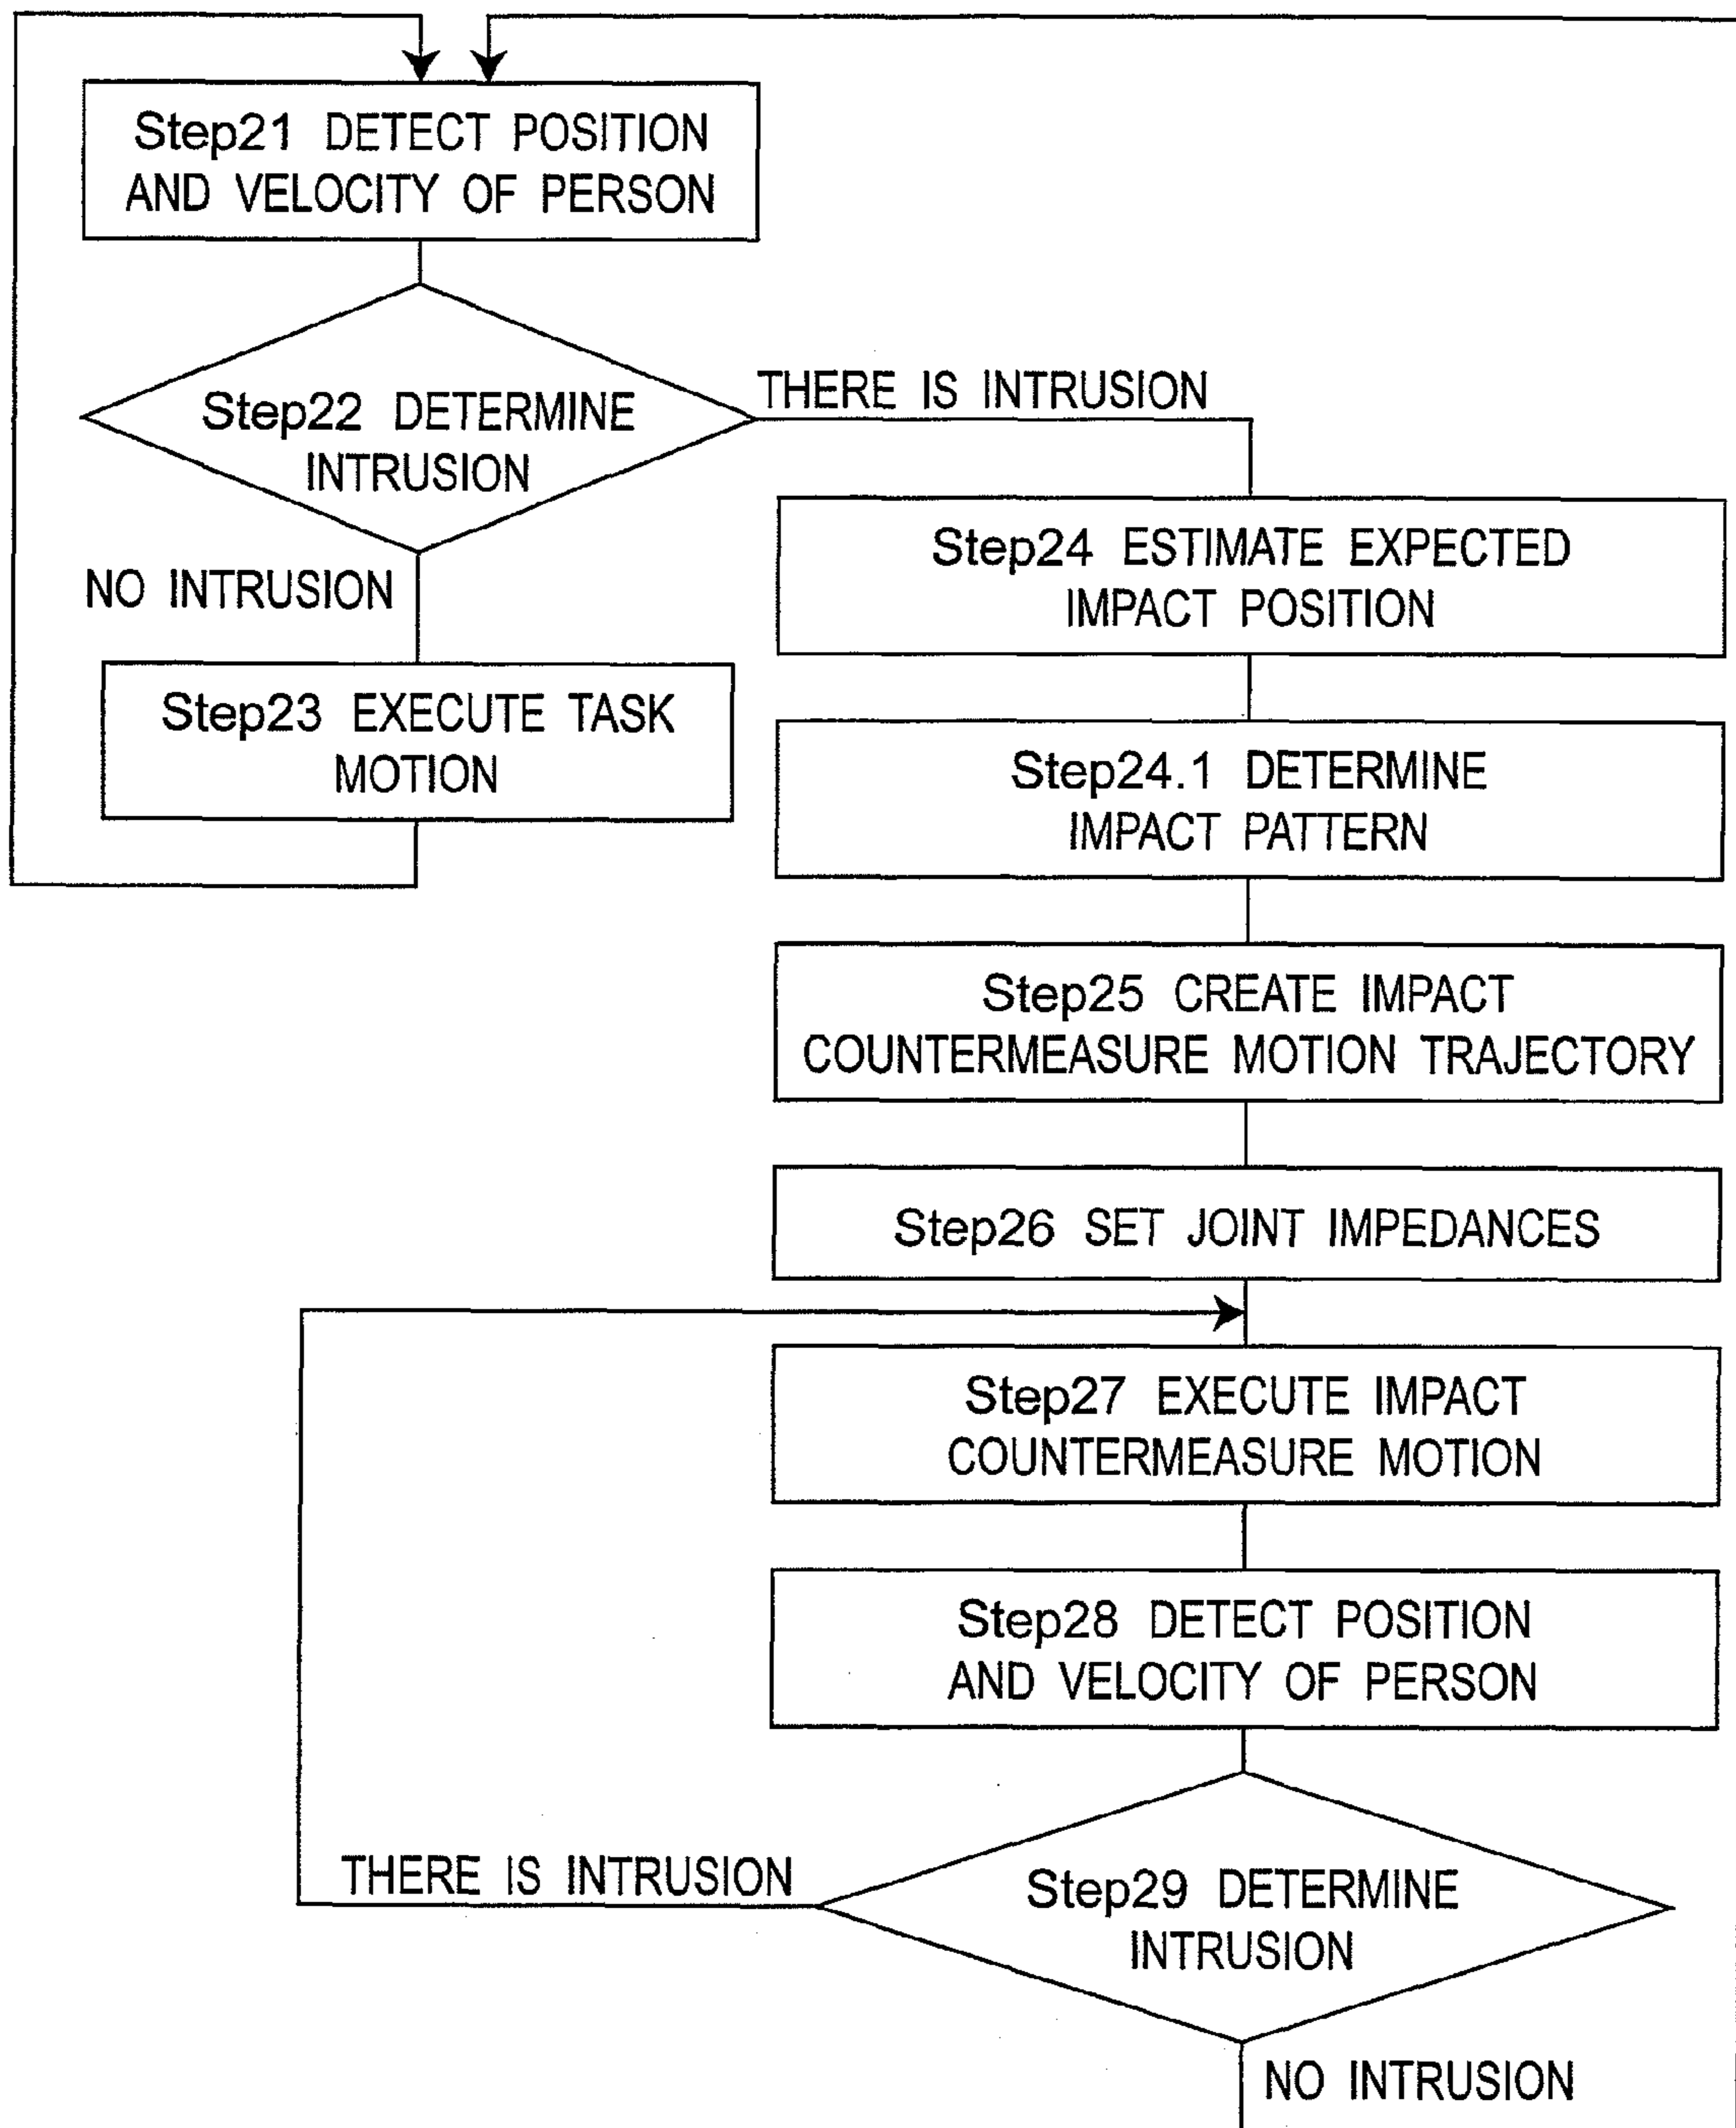 Step21 DETECT POSITION
AND VELOCITY OF PERSON
Step22 DETERMINE
INTRUSION
THERE IS INTRUSION
NO INTRUSION
Step23 EXECUTE TASK
MOTION
Step24 ESTIMATE EXPECTED
IMPACT POSITION
Step24.1 DETERMINE
IMPACT PATTERN
Step25 CREATE IMPACT
COUNTERMEASURE MOTION TRAJECTORY
Step26 SET JOINT IMPEDANCES
Step27 EXECUTE IMPACT
COUNTERMEASURE MOTION
Step28 DETECT POSITION
AND VELOCITY OF PERSON
Step29 DETERMINE
INTRUSION
THERE IS INTRUSION
NO INTRUSION